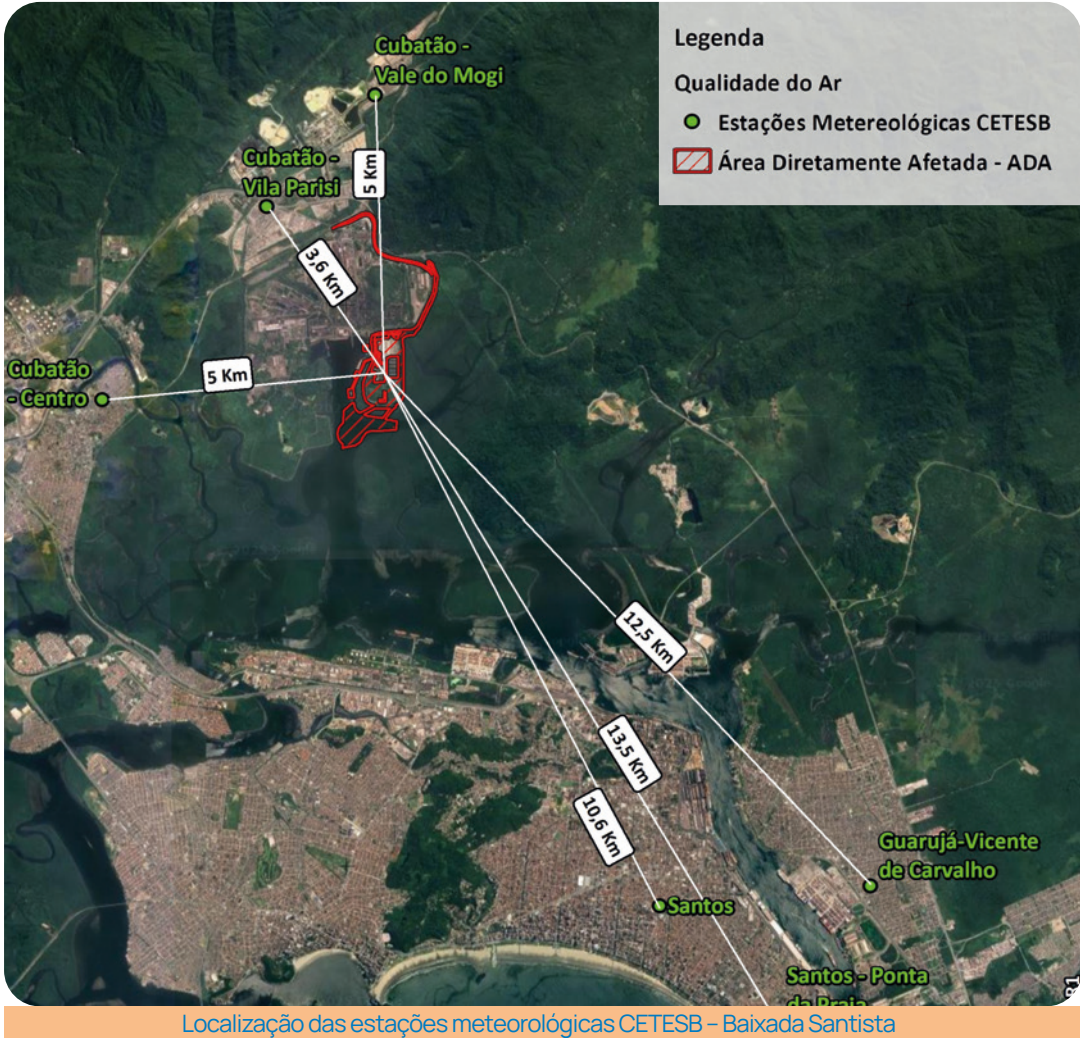 Cubatão -
Vale do Mogi
Legenda
Qualidade do Ar
Estações Metereológicas CETESB
Área Diretamente Afetada - ADA
Cubatão -
Vila Parisi
5 Km
3,6 Km
Cubatão
- Centro
5 Km
12,5 Km
13,5 Km
10,6 Km
Guarujá-Vicente
de Carvalho
Santos
Santos - Ponta
da Praia
Localização das estações meteorológicas CETESB – Baixada Santista